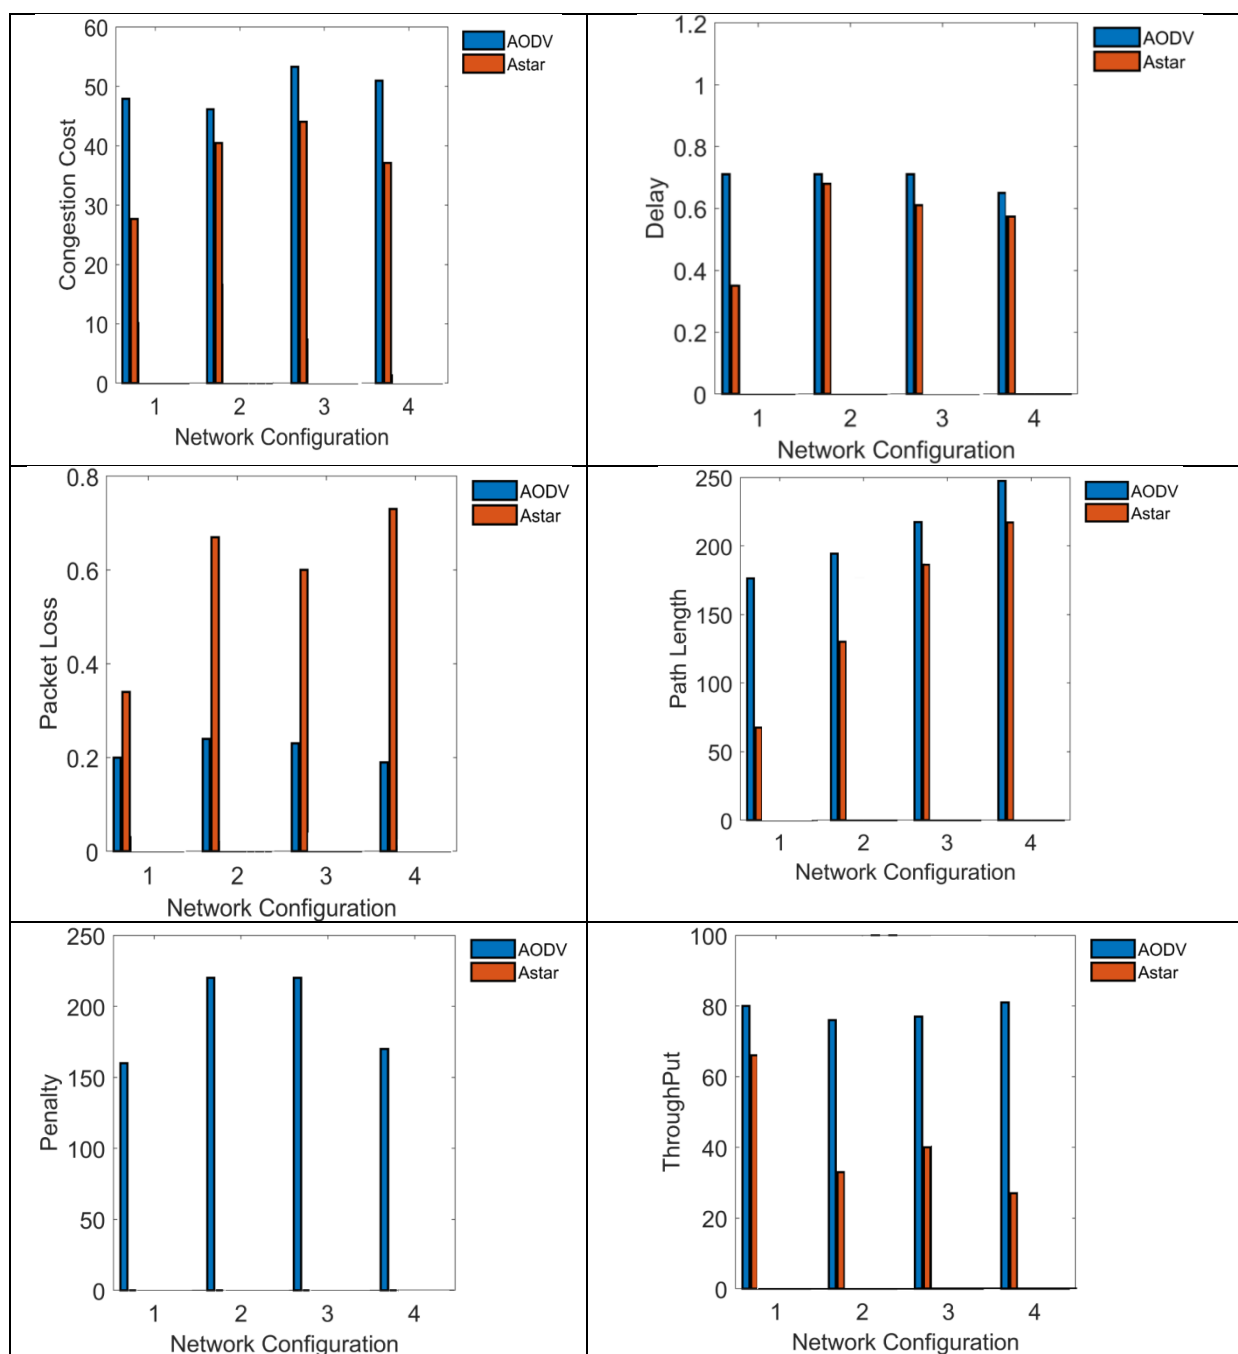 60
50
40
30
20
10
0
Congestion Cost
1 2 3 4
Network Configuration
AODV
Astar
1.2
1
0.8
0.6
0.4
0.2
0
Delay
1 2 3 4
Network Configuration
AODV
Astar
0.8
0.6
0.4
0.2
0
Packet Loss
1 2 3 4
Network Configuration
AODV
Astar
250
200
150
100
50
0
Path Length
1 2 3 4
Network Configuration
AODV
Astar
250
200
150
100
50
0
Penalty
1 2 3 4
Network Configuration
AODV
Astar
100
80
60
40
20
0
ThroughPut
1 2 3 4
Network Configuration
AODV
Astar